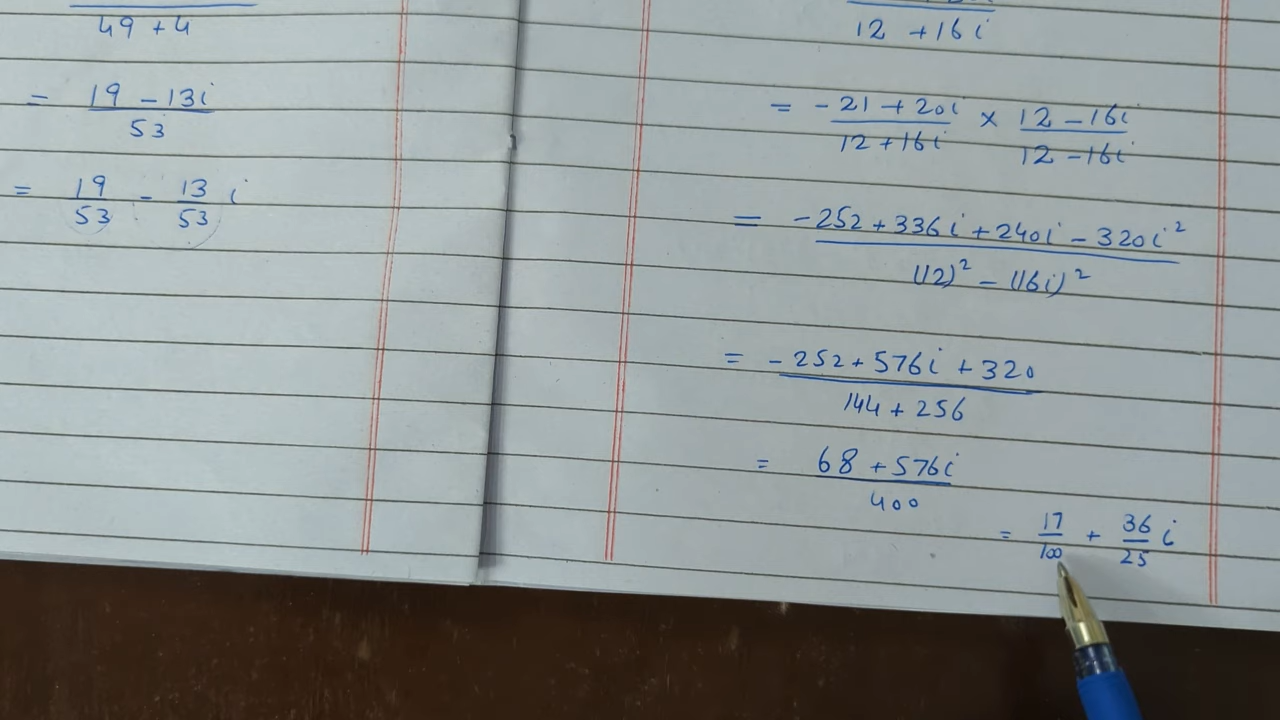 49 + 4
= 19 - 13i / 53
= 19/53 - 13/53 i
12 + 16i
= -21 + 20i / 12 + 16i × 12 - 16i / 12 - 16i
= -252 + 336i + 240i - 320i² / (12)² - (16i)²
= -252 + 576i + 320 / 144 + 256
= 68 + 576i / 400
= 17/100 + 36/25 i